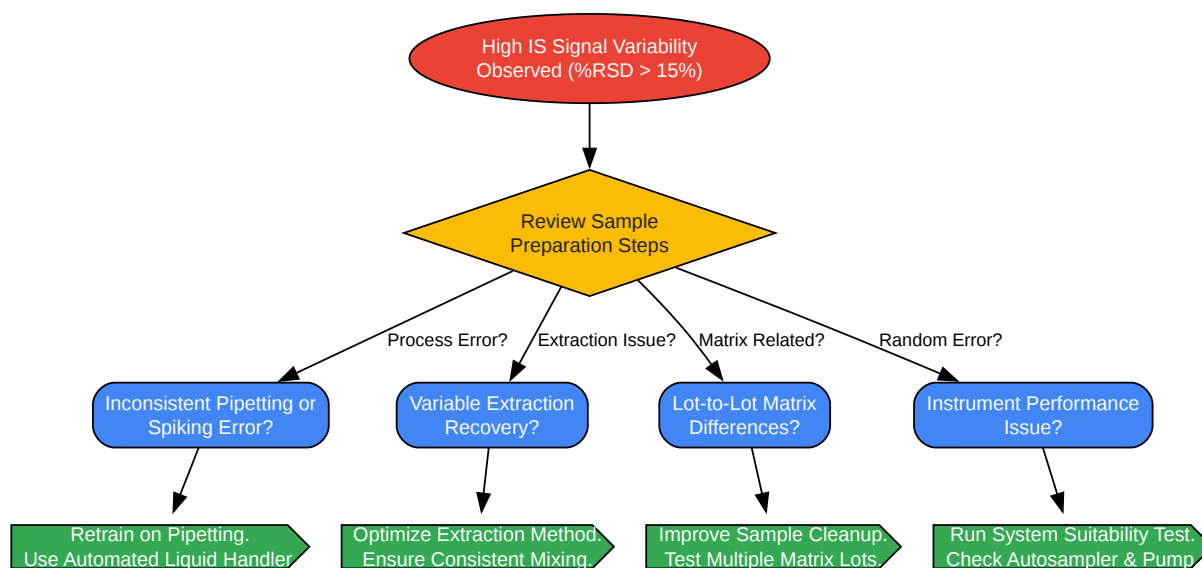 High IS Signal Variability
Observed (%RSD > 15%)
Review Sample
Preparation Steps
Process Error?
Extraction Issue?
Matrix Related?
Random Error?
Inconsistent Pipetting or
Spiking Error?
Variable Extraction
Recovery?
Lot-to-Lot Matrix
Differences?
Instrument Performance
Issue?
Retrain on Pipetting.
Use Automated Liquid Handler
Optimize Extraction Method.
Ensure Consistent Mixing.
Improve Sample Cleanup.
Test Multiple Matrix Lots.
Run System Suitability Test.
Check Autosampler & Pump